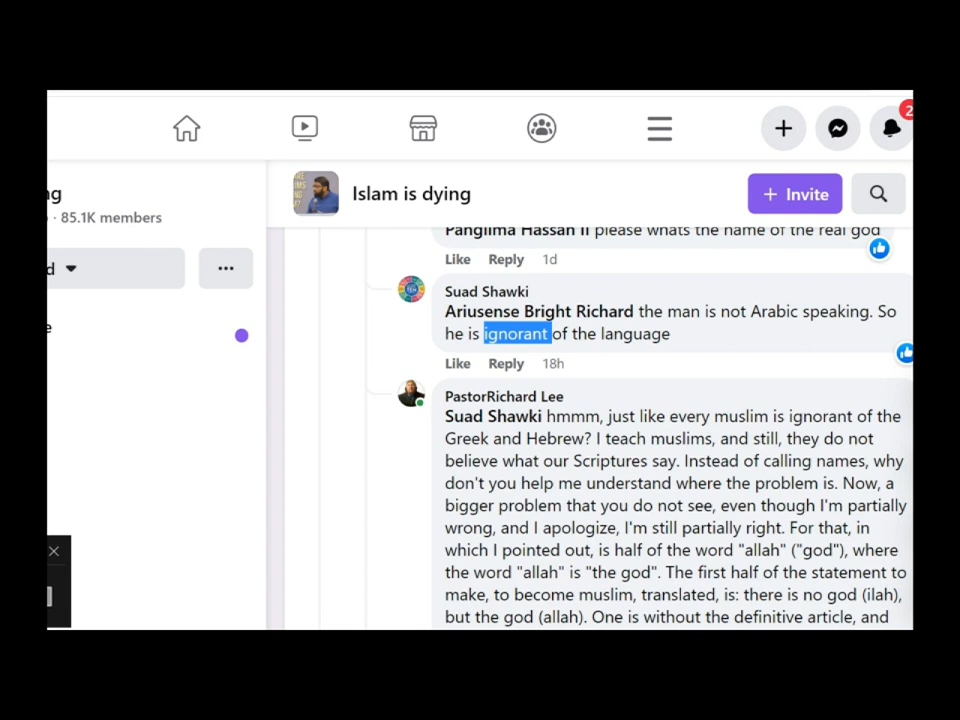 2
ng
· 85.1K members
Islam is dying
+ Invite
d
...
e
Panglima Hassan II please whats the name of the real god
Like Reply 1d
Suad Shawki
Ariusense Bright Richard the man is not Arabic speaking. So
he is ignorant of the language
Like Reply 18h
PastorRichard Lee
Suad Shawki hmmm, just like every muslim is ignorant of the
Greek and Hebrew? I teach muslims, and still, they do not
believe what our Scriptures say. Instead of calling names, why
don't you help me understand where the problem is. Now, a
bigger problem that you do not see, even though I'm partially
wrong, and I apologize, I'm still partially right. For that, in
which I pointed out, is half of the word "allah" ("god"), where
the word "allah" is "the god". The first half of the statement to
make, to become muslim, translated, is: there is no god (ilah),
but the god (allah). One is without the definitive article, and